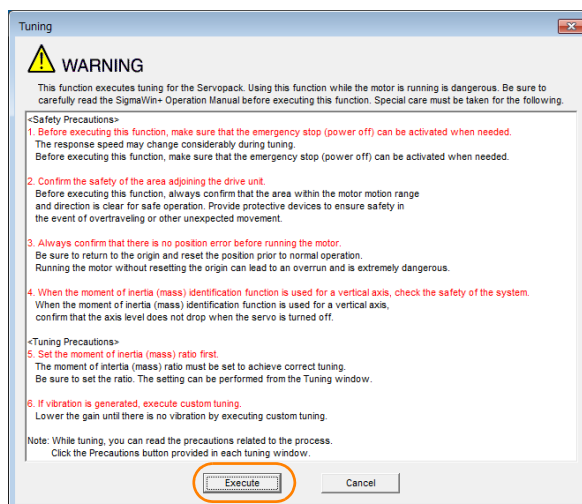 Tuning
WARNING
This function executes tuning for the Servopack. Using this function while the motor is running is dangerous. Be sure to
carefully read the SigmaWin+ Operation Manual before executing this function. Special care must be taken for the following.
<Safety Precautions>
1. Before executing this function, make sure that the emergency stop (power off) can be activated when needed.
The response speed may change considerably during tuning.
Before executing this function, make sure that the emergency stop (power off) can be activated when needed.
2. Confirm the safety of the area adjoining the drive unit.
Before executing this function, always confirm that the area within the motor motion range
and direction is clear for safe operation. Provide protective devices to ensure safety in
the event of overtraveling or other unexpected movement.
3. Always confirm that there is no position error before running the motor.
Be sure to return to the origin and reset the position prior to normal operation.
Running the motor without resetting the origin can lead to an overrun and is extremely dangerous.
4. When the moment of inertia (mass) identification function is used for a vertical axis, check the safety of the system.
When the moment of inertia (mass) identification function is used for a vertical axis,
confirm that the axis level does not drop when the servo is turned off.
<Tuning Precautions>
5. Set the moment of inertia (mass) ratio first.
The moment of intertia (mass) ratio must be set to achieve correct tuning.
Be sure to set the ratio. The setting can be performed from the Tuning window.
6. If vibration is generated, execute custom tuning.
Lower the gain until there is no vibration by executing custom tuning.
Note: While tuning, you can read the precautions related to the process.
Click the Precautions button provided in each tuning window.
Execute
Cancel